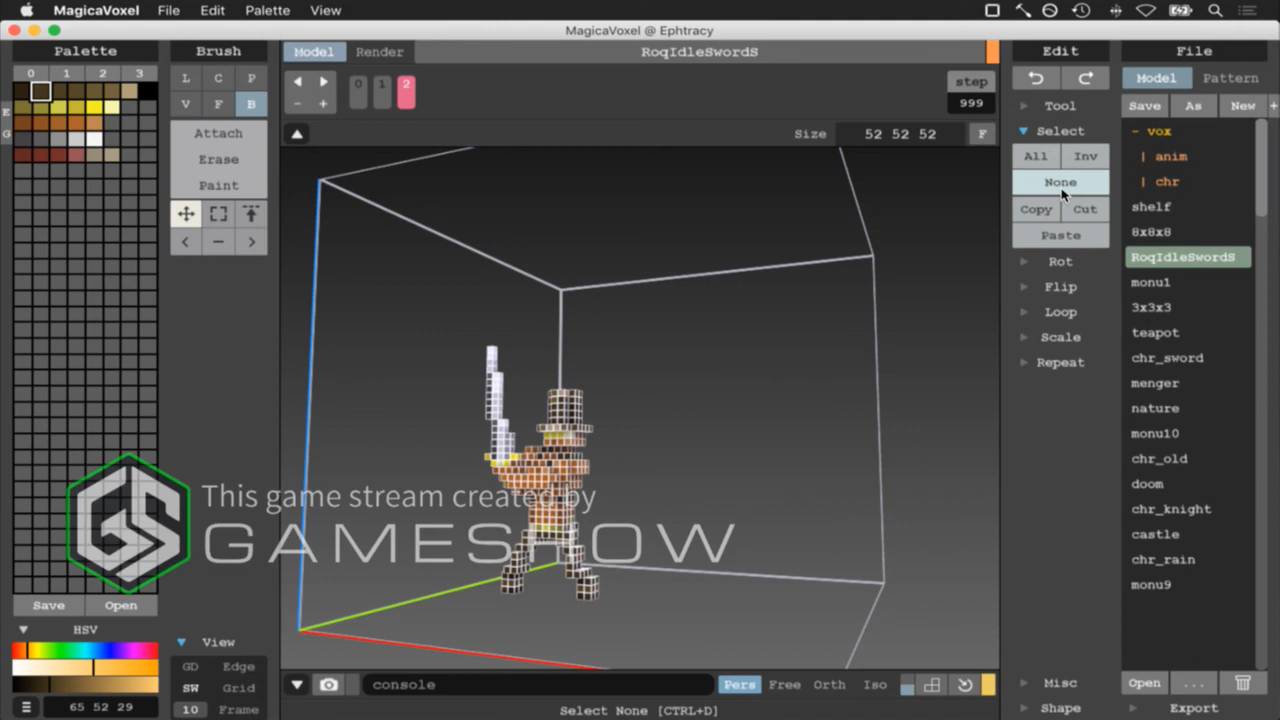 MagicaVoxel File Edit Palette View
MagicaVoxel @ Ephtracy
Palette
0 1 2 3
E
G
Save Open
HSV
65 52 29
Brush
L C P
V F B
Attach
Erase
Paint
< – >
View
GD Edge
SW Grid
10 Frame
Model Render RoqIdleSwordS
0 1 2
- +
step
999
Size 52 52 52 F
This game stream created by
GAMESHOW
console Pers Free Orth Iso
Select None [CTRL+D]
Edit
Tool
Select
All Inv
None
Copy Cut
Paste
Rot
Flip
Loop
Scale
Repeat
Misc
Shape
File
Model Pattern
Save As New +
- vox
| anim
| chr
shelf
8x8x8
RoqIdleSwordS
monu1
3x3x3
teapot
chr_sword
menger
nature
monu10
chr_old
doom
chr_knight
castle
chr_rain
monu9
Open ...
Export